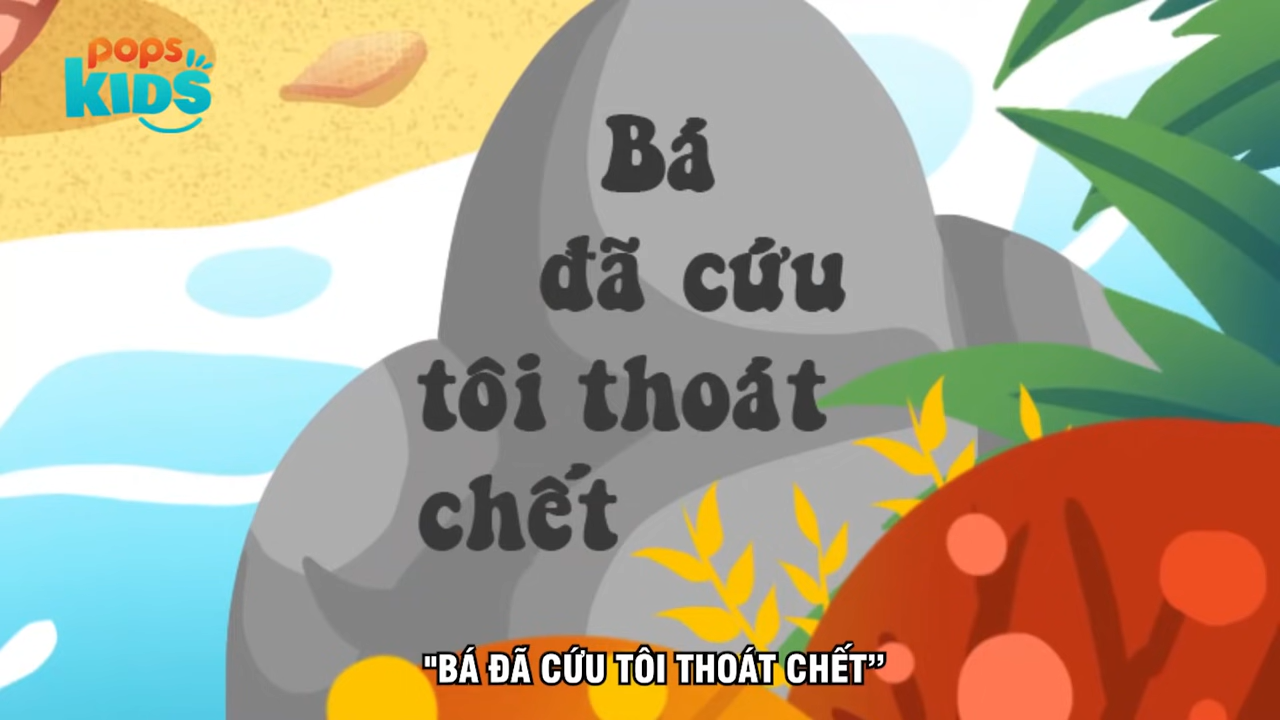 POPS
KIDS
Bá
đã cứu
tôi thoát
chết
"BÁ ĐÃ CỨU TÔI THOÁT CHẾT”